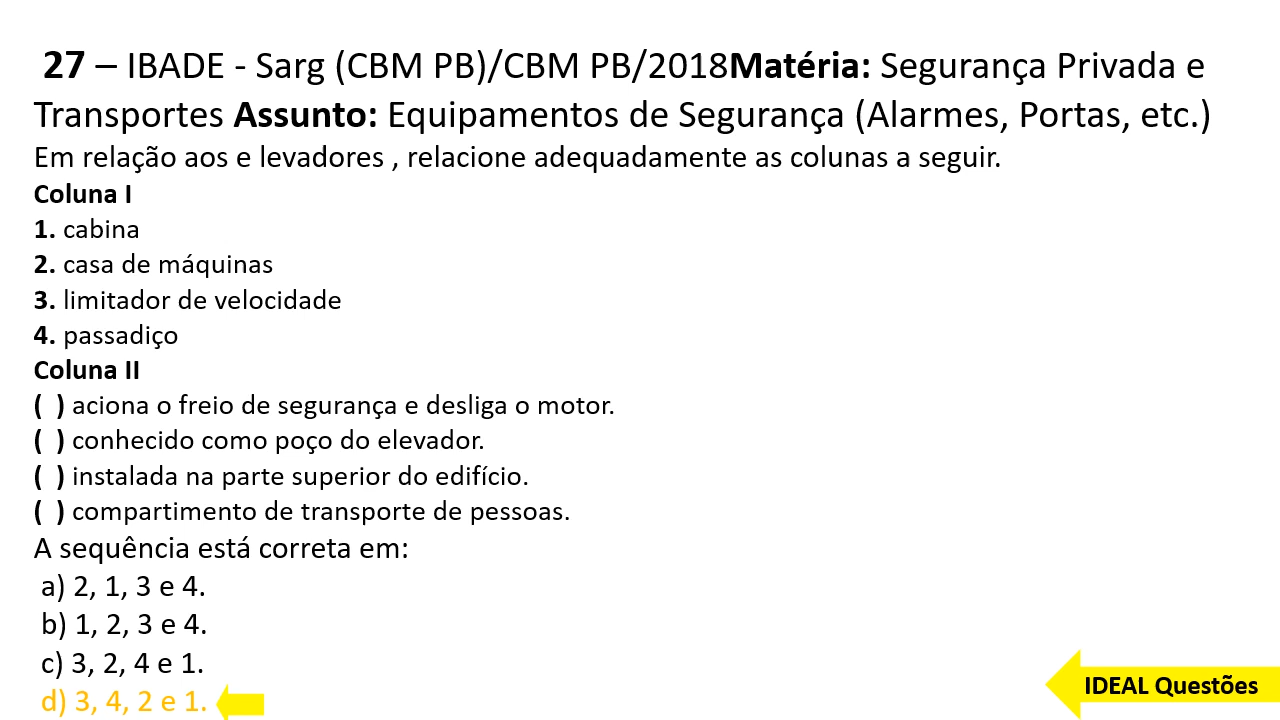 27 – IBADE - Sarg (CBM PB)/CBM PB/2018Matéria: Segurança Privada e
Transportes Assunto: Equipamentos de Segurança (Alarmes, Portas, etc.)
Em relação aos e levadores , relacione adequadamente as colunas a seguir.
Coluna I
1. cabina
2. casa de máquinas
3. limitador de velocidade
4. passadiço
Coluna II
( ) aciona o freio de segurança e desliga o motor.
( ) conhecido como poço do elevador.
( ) instalada na parte superior do edifício.
( ) compartimento de transporte de pessoas.
A sequência está correta em:
a) 2, 1, 3 e 4.
b) 1, 2, 3 e 4.
c) 3, 2, 4 e 1.
d) 3, 4, 2 e 1.
IDEAL Questões